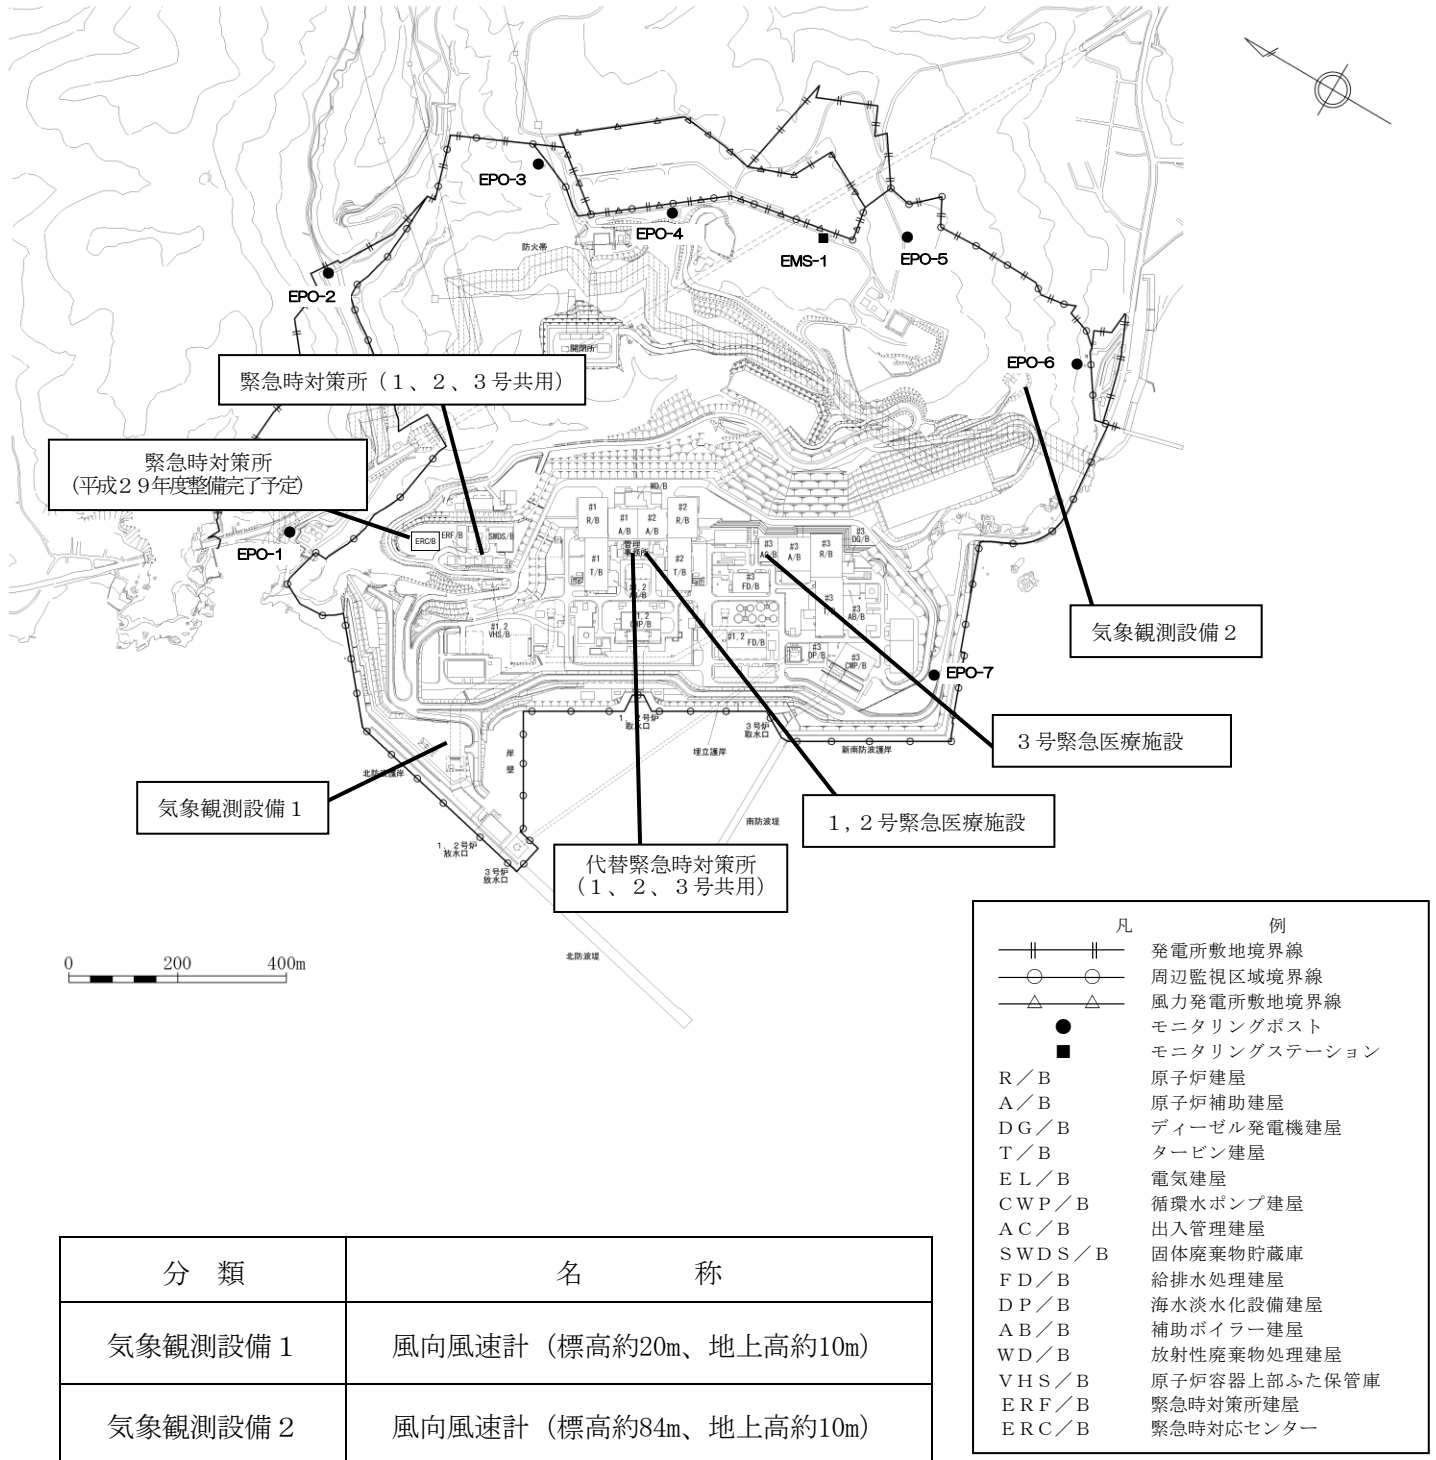 EPO-3
EPO-4
EMS-1
EPO-5
EPO-2
EPO-6
EPO-1
EPO-7
防火帯
開閉所
緊急時対策所（１、２、３号共用）
緊急時対策所
(平成２９年度整備完了予定)
ERC/B
ERF/B
WD/B
#1
R/B
#1
A/B
#2
A/B
#2
R/B
管理
事務所
#1
T/B
#2
T/B
#3
DG/B
#3
A/B
#3
R/B
#3
FD/B
#3
#3
AB/B
#1,2
VHS/B
#1,2
FD/B
#3
DP/B
#3
CWP/B
気象観測設備２
３号緊急医療施設
１,２号緊急医療施設
気象観測設備１
代替緊急時対策所
（１、２、３号共用）
１，２号炉
取水口
３号炉
取水口
埋立護岸
新南防波護岸
岸
壁
北防波護岸
南防波堤
１，２号炉
放水口
３号炉
放水口
北防波堤
0 200 400m
凡 例
発電所敷地境界線
周辺監視区域境界線
風力発電所敷地境界線
モニタリングポスト
モニタリングステーション
Ｒ／Ｂ 原子炉建屋
Ａ／Ｂ 原子炉補助建屋
ＤＧ／Ｂ ディーゼル発電機建屋
Ｔ／Ｂ タービン建屋
ＥＬ／Ｂ 電気建屋
ＣＷＰ／Ｂ 循環水ポンプ建屋
ＡＣ／Ｂ 出入管理建屋
ＳＷＤＳ／Ｂ 固体廃棄物貯蔵庫
ＦＤ／Ｂ 給排水処理建屋
ＤＰ／Ｂ 海水淡水化設備建屋
ＡＢ／Ｂ 補助ボイラー建屋
ＷＤ／Ｂ 放射性廃棄物処理建屋
ＶＨＳ／Ｂ 原子炉容器上部ふた保管庫
ＥＲＦ／Ｂ 緊急時対策所建屋
ＥＲＣ／Ｂ 緊急時対応センター
分 類 名 称
気象観測設備１ 風向風速計（標高約20m、地上高約10m）
気象観測設備２ 風向風速計（標高約84m、地上高約10m）